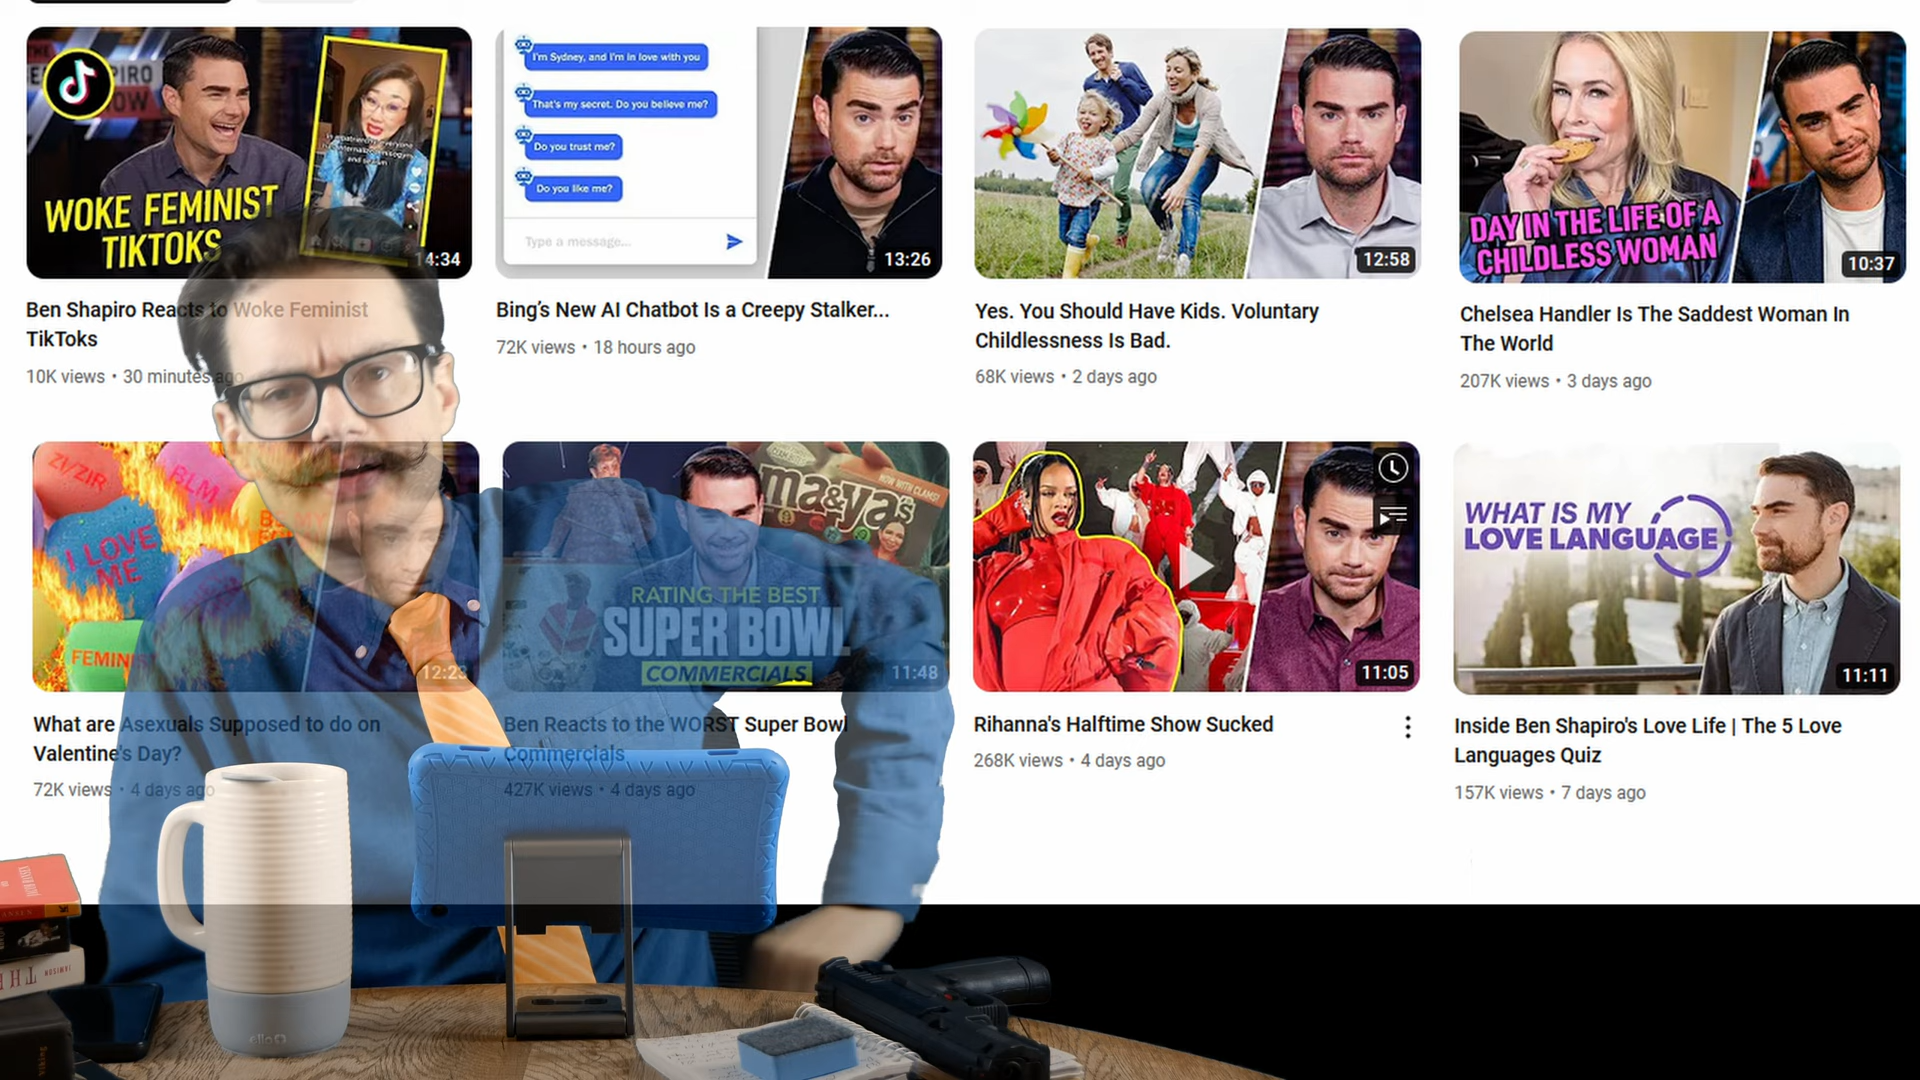 WOKE FEMINIST
TIKTOKS
14:34
Ben Shapiro Reacts to Woke Feminist
TikToks
10K views • 30 minutes ago
I'm Sydney, and I'm in love with you
That's my secret. Do you believe me?
Do you trust me?
Do you like me?
Type a message...
13:26
Bing's New AI Chatbot Is a Creepy Stalker...
72K views • 18 hours ago
12:58
Yes. You Should Have Kids. Voluntary
Childlessness Is Bad.
68K views • 2 days ago
DAY IN THE LIFE OF A
CHILDLESS WOMAN
10:37
Chelsea Handler Is The Saddest Woman In
The World
207K views • 3 days ago
ZI/ZIR
BLM
I LOVE
ME
FEMIN
12:23
What are Asexuals Supposed to do on
Valentine's Day?
72K views • 4 days ago
ma&ya's
NOW WITH CLAMS!
RATING THE BEST
SUPER BOWL
COMMERCIALS
11:48
Ben Reacts to the WORST Super Bowl
Commercials
427K views • 4 days ago
11:05
Rihanna's Halftime Show Sucked
268K views • 4 days ago
WHAT IS MY
LOVE LANGUAGE
11:11
Inside Ben Shapiro's Love Life | The 5 Love
Languages Quiz
157K views • 7 days ago
ello